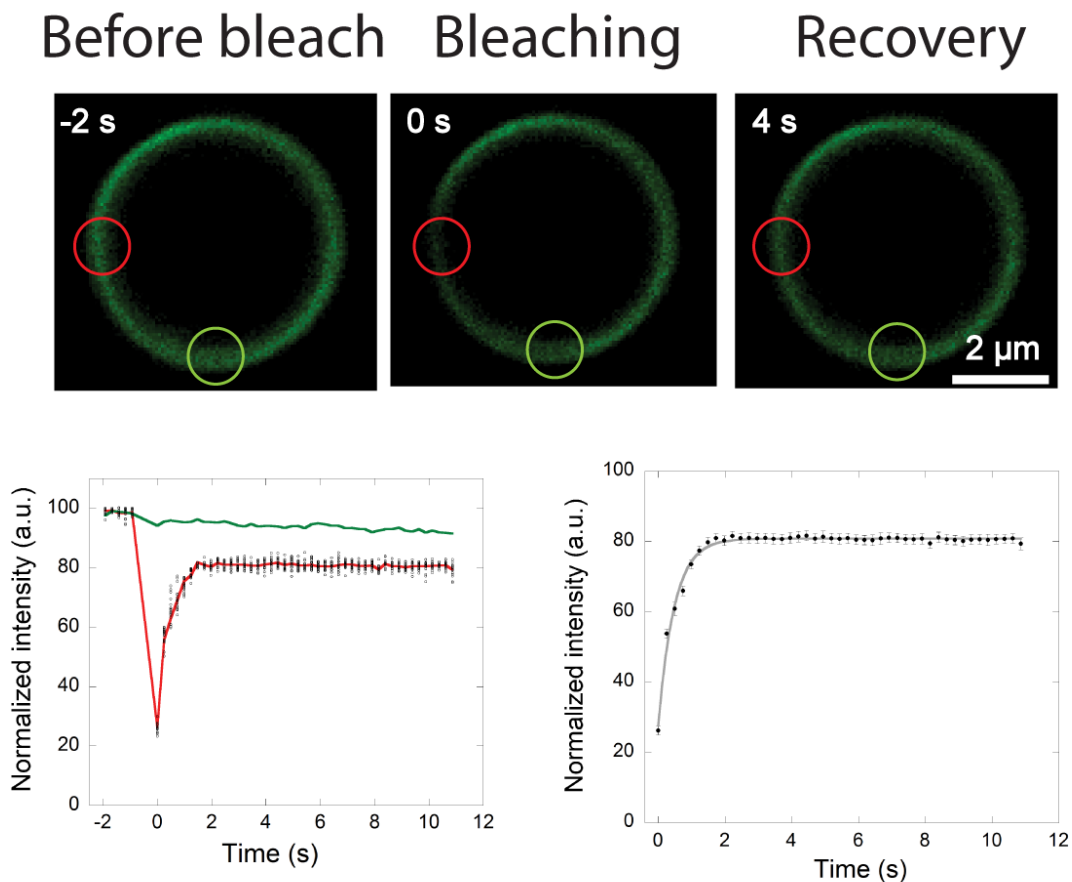 Before bleach Bleaching Recovery
-2 s 0 s 4 s
2 µm
Normalized intensity (a.u.)
100
80
60
40
20
0
-2 0 2 4 6 8 10 12
Time (s)
Normalized intensity (a.u.)
100
80
60
40
20
0
0 2 4 6 8 10 12
Time (s)